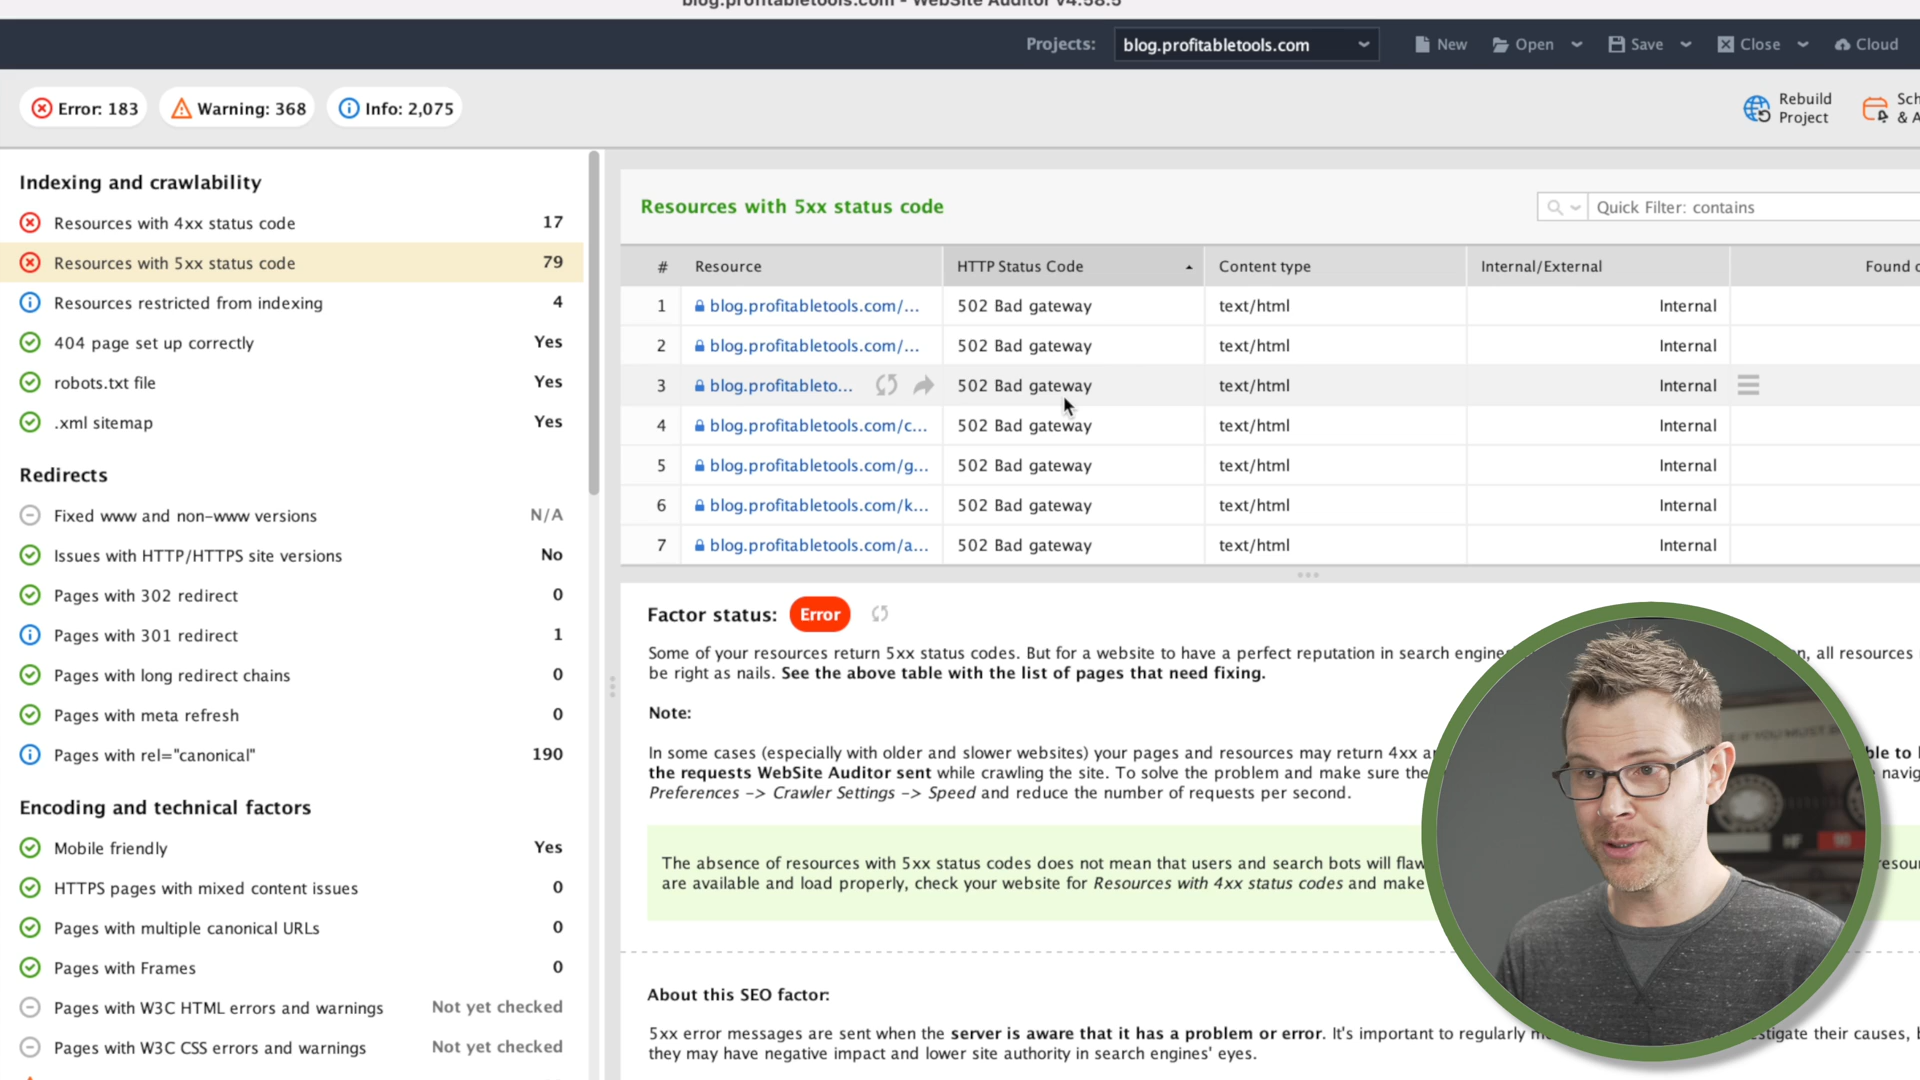 blog.profitabletools.com - WebSite Auditor v4.58.5
Projects: blog.profitabletools.com New Open Save Close Cloud
Error: 183 Warning: 368 Info: 2,075
Rebuild Project
Indexing and crawlability
Resources with 4xx status code 17
Resources with 5xx status code 79
Resources restricted from indexing 4
404 page set up correctly Yes
robots.txt file Yes
.xml sitemap Yes
Redirects
Fixed www and non-www versions N/A
Issues with HTTP/HTTPS site versions No
Pages with 302 redirect 0
Pages with 301 redirect 1
Pages with long redirect chains 0
Pages with meta refresh 0
Pages with rel="canonical" 190
Encoding and technical factors
Mobile friendly Yes
HTTPS pages with mixed content issues 0
Pages with multiple canonical URLs 0
Pages with Frames 0
Pages with W3C HTML errors and warnings Not yet checked
Pages with W3C CSS errors and warnings Not yet checked
Resources with 5xx status code
Quick Filter: contains
# Resource HTTP Status Code Content type Internal/External Found
1 blog.profitabletools.com/... 502 Bad gateway text/html Internal
2 blog.profitabletools.com/... 502 Bad gateway text/html Internal
3 blog.profitableto... 502 Bad gateway text/html Internal
4 blog.profitabletools.com/c... 502 Bad gateway text/html Internal
5 blog.profitabletools.com/g... 502 Bad gateway text/html Internal
6 blog.profitabletools.com/k... 502 Bad gateway text/html Internal
7 blog.profitabletools.com/a... 502 Bad gateway text/html Internal
Factor status: Error
Some of your resources return 5xx status codes. But for a website to have a perfect reputation in search engine all resources
be right as nails. See the above table with the list of pages that need fixing.
Note:
In some cases (especially with older and slower websites) your pages and resources may return 4xx
the requests WebSite Auditor sent while crawling the site. To solve the problem and make sure the
Preferences -> Crawler Settings -> Speed and reduce the number of requests per second.
The absence of resources with 5xx status codes does not mean that users and search bots will
are available and load properly, check your website for Resources with 4xx status codes and make
About this SEO factor:
5xx error messages are sent when the server is aware that it has a problem or error. It's important to regularly their causes,
they may have negative impact and lower site authority in search engines' eyes.